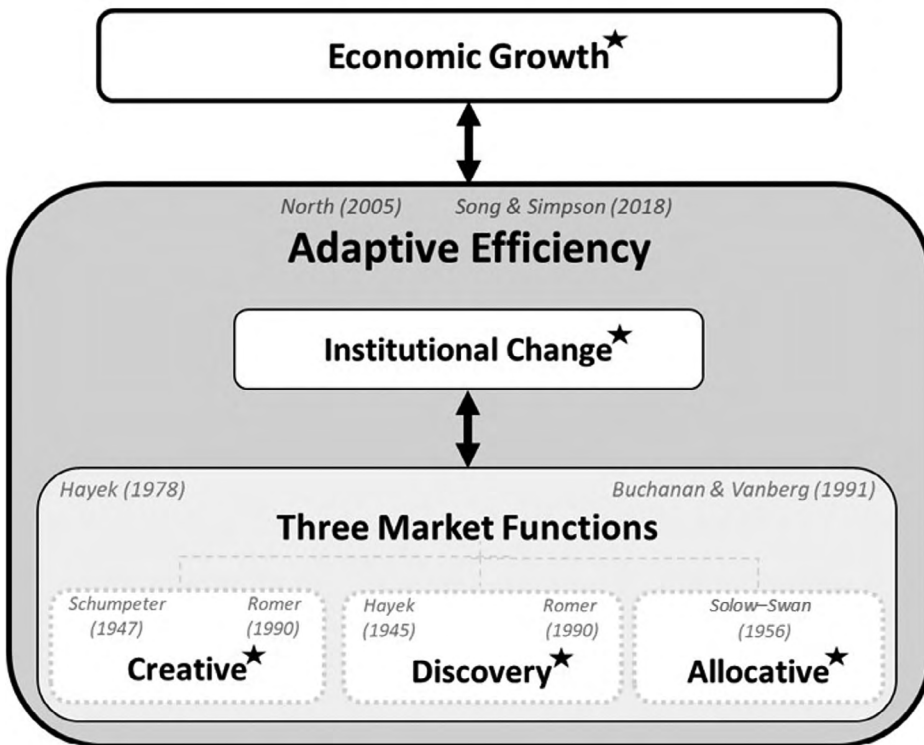 Economic Growth★
North (2005) Song & Simpson (2018)
Adaptive Efficiency
Institutional Change★
Hayek (1978) Buchanan & Vanberg (1991)
Three Market Functions
Schumpeter (1947) Romer (1990)
Creative★
Hayek (1945) Romer (1990)
Discovery★
Solow–Swan (1956)
Allocative★